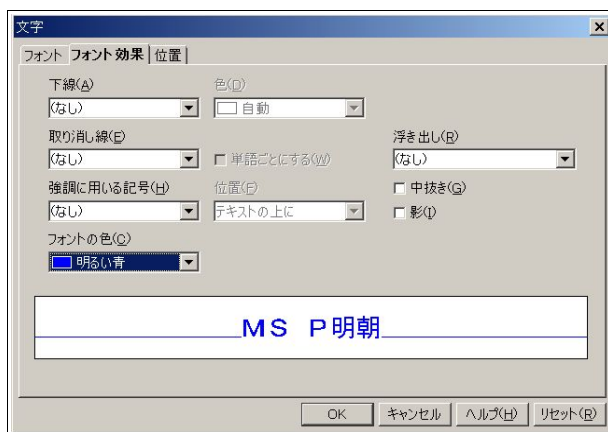 文字
フォント フォント効果 位置
下線(A) 色(D)
(なし) 自動
取り消し線(E) 浮き出し(R)
(なし) 単語ごとにする(W) (なし)
強調に用いる記号(H) 位置(F) 中抜き(G)
(なし) テキストの上に 影(I)
フォントの色(C)
明るい青
MS P明朝
OK キャンセル ヘルプ(H) リセット(R)